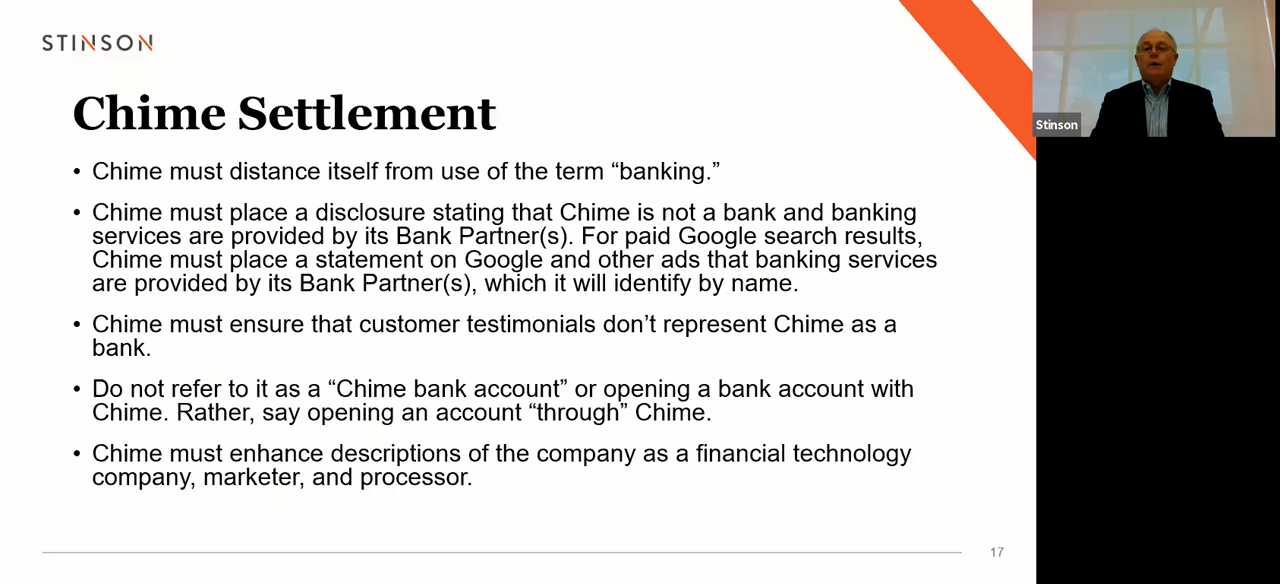 STINSON
Chime Settlement
• Chime must distance itself from use of the term “banking.”
• Chime must place a disclosure stating that Chime is not a bank and banking
services are provided by its Bank Partner(s). For paid Google search results,
Chime must place a statement on Google and other ads that banking services
are provided by its Bank Partner(s), which it will identify by name.
• Chime must ensure that customer testimonials don’t represent Chime as a
bank.
• Do not refer to it as a “Chime bank account” or opening a bank account with
Chime. Rather, say opening an account “through” Chime.
• Chime must enhance descriptions of the company as a financial technology
company, marketer, and processor.
17
Stinson